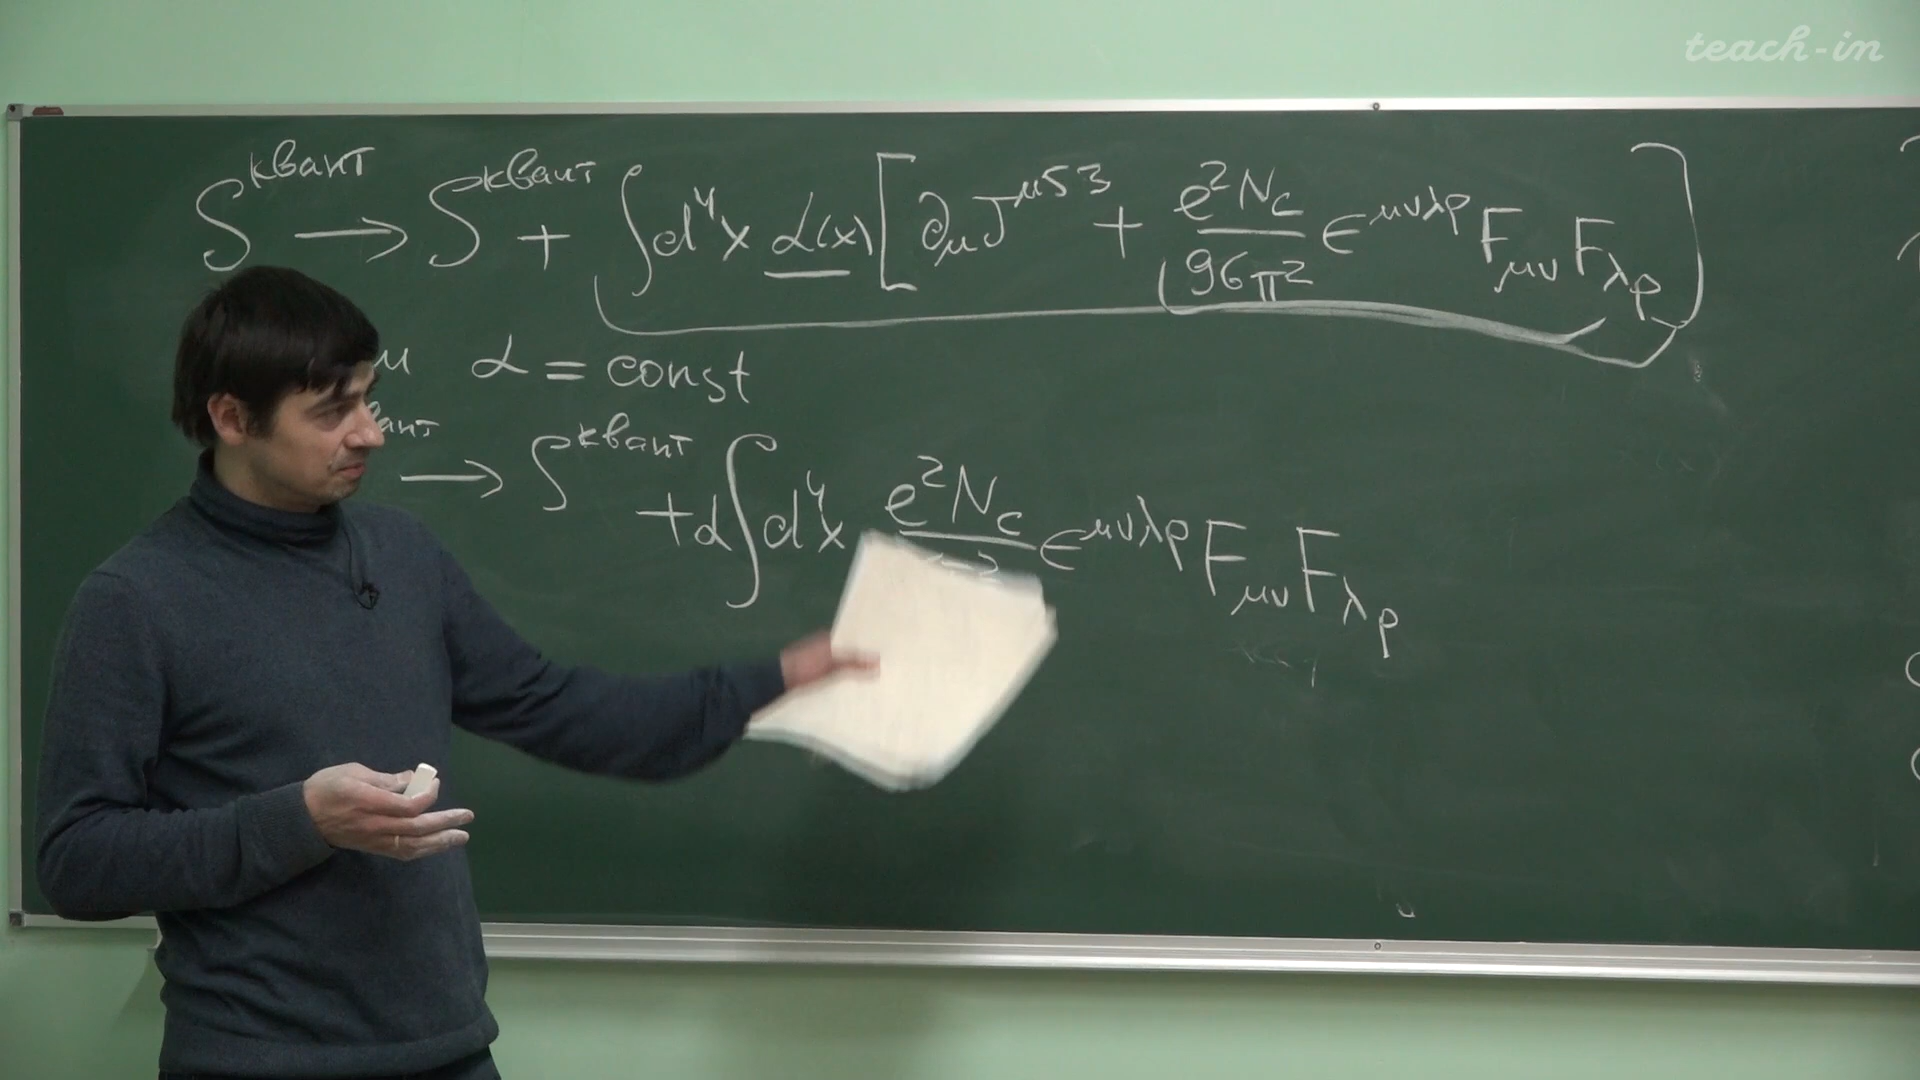 teach-in
S^квант → S^квант + ∫d⁴x α(x) [∂_μ J^μ53 + e²N_c / 96π² ε^μνλρ F_μν F_λρ]
α = const
→ S^квант
+α∫d⁴x e²N_c ε^μνλρ F_μν F_λρ